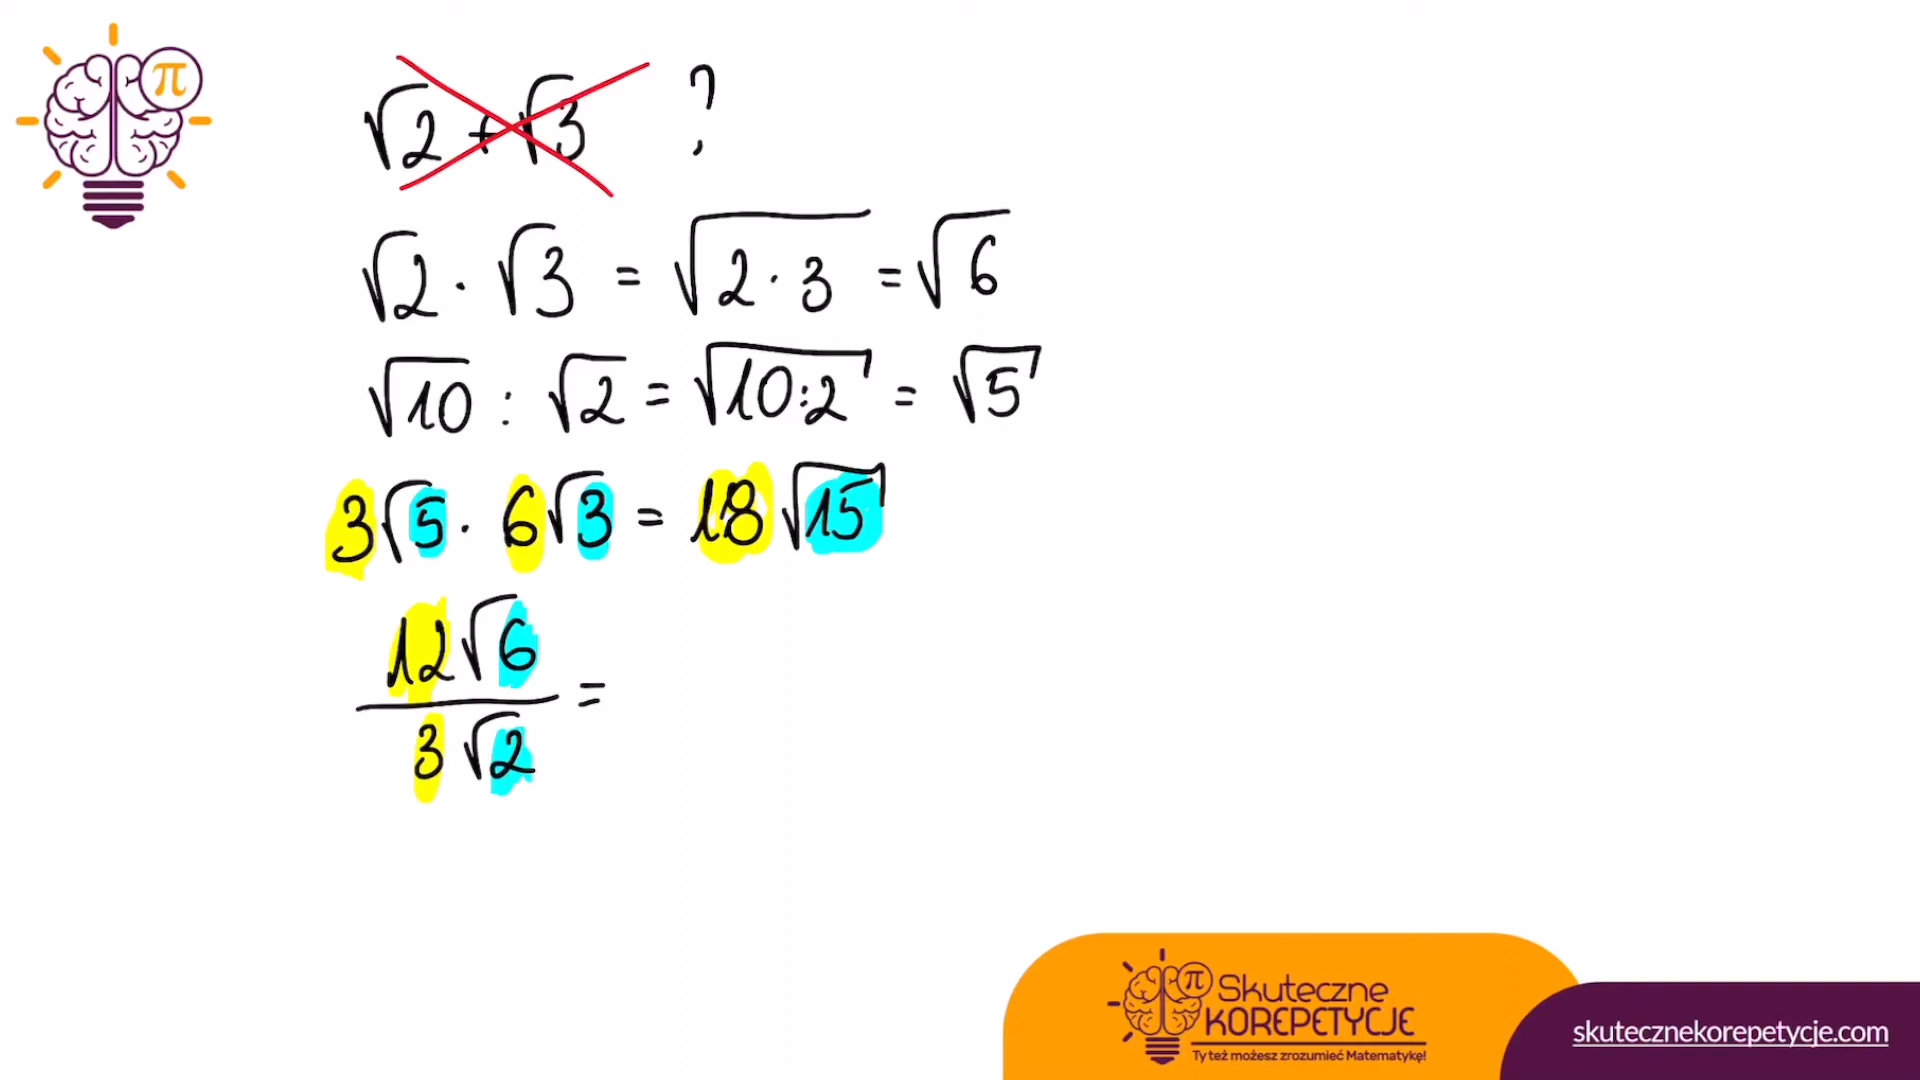 π
√2 + √3 ?
√2 · √3 = √2 · 3 = √6
√10 : √2 = √10:2 = √5
3√5 · 6√3 = 18√15
12√6
3√2
=
π
Skuteczne
KOREPETYCJE
Ty też możesz zrozumieć Matematykę!
skutecznekorepetycje.com